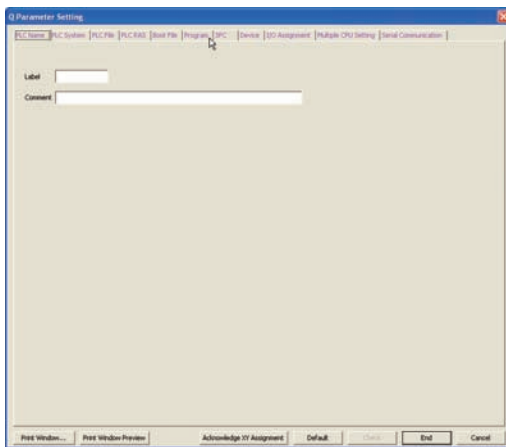 Q Parameter Setting
PLC Name PLC System PLC File PLC RAS Boot File Program SFC Device I/O Assignment Multiple CPU Setting Serial Communication
Label
Comment
Print Window... Print Window Preview Acknowledge XY Assignment Default Check End Cancel